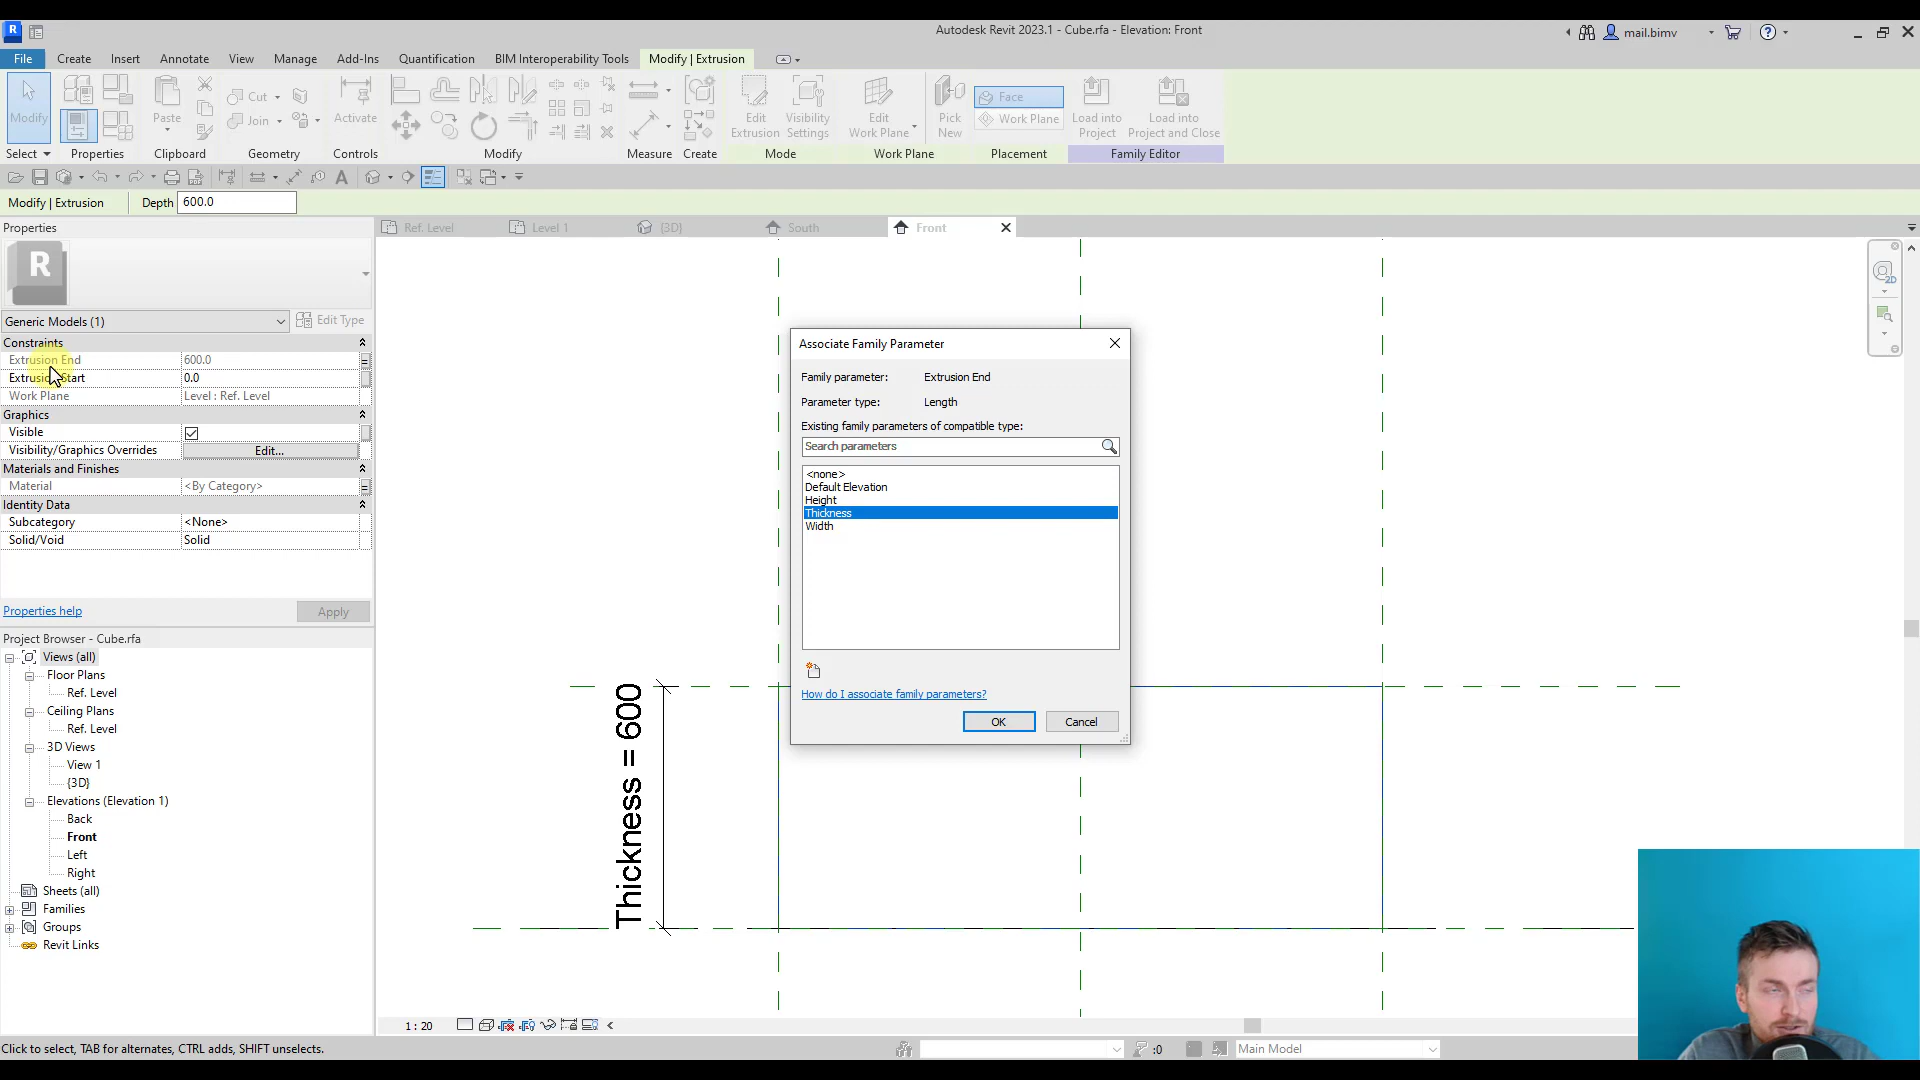 R
Autodesk Revit 2023.1 - Cube.rfa - Elevation: Front
mail.bimv
File Create Insert Annotate View Manage Add-Ins Quantification BIM Interoperability Tools Modify | Extrusion
Modify
Paste
Cut
Join
Activate
Edit Extrusion
Visibility Settings
Edit Work Plane
Pick New
Face
Work Plane
Load into Project
Load into Project and Close
Select Properties Clipboard Geometry Controls Modify Measure Create Mode Work Plane Placement Family Editor
Modify | Extrusion Depth 600.0
Properties
Ref. Level Level 1 {3D} South Front
R
Generic Models (1) Edit Type
Constraints
Extrusion End 600.0
Extrusion Start 0.0
Work Plane Level : Ref. Level
Graphics
Visible
Visibility/Graphics Overrides Edit...
Materials and Finishes
Material <By Category>
Identity Data
Subcategory <None>
Solid/Void Solid
Properties help Apply
Project Browser - Cube.rfa
Views (all)
Floor Plans
Ref. Level
Ceiling Plans
Ref. Level
3D Views
View 1
{3D}
Elevations (Elevation 1)
Back
Front
Left
Right
Sheets (all)
Families
Groups
Revit Links
Associate Family Parameter
Family parameter: Extrusion End
Parameter type: Length
Existing family parameters of compatible type:
Search parameters
<none>
Default Elevation
Height
Thickness
Width
How do I associate family parameters?
OK Cancel
Thickness = 600
2D
1 : 20
Click to select, TAB for alternates, CTRL adds, SHIFT unselects.
:0
Main Model